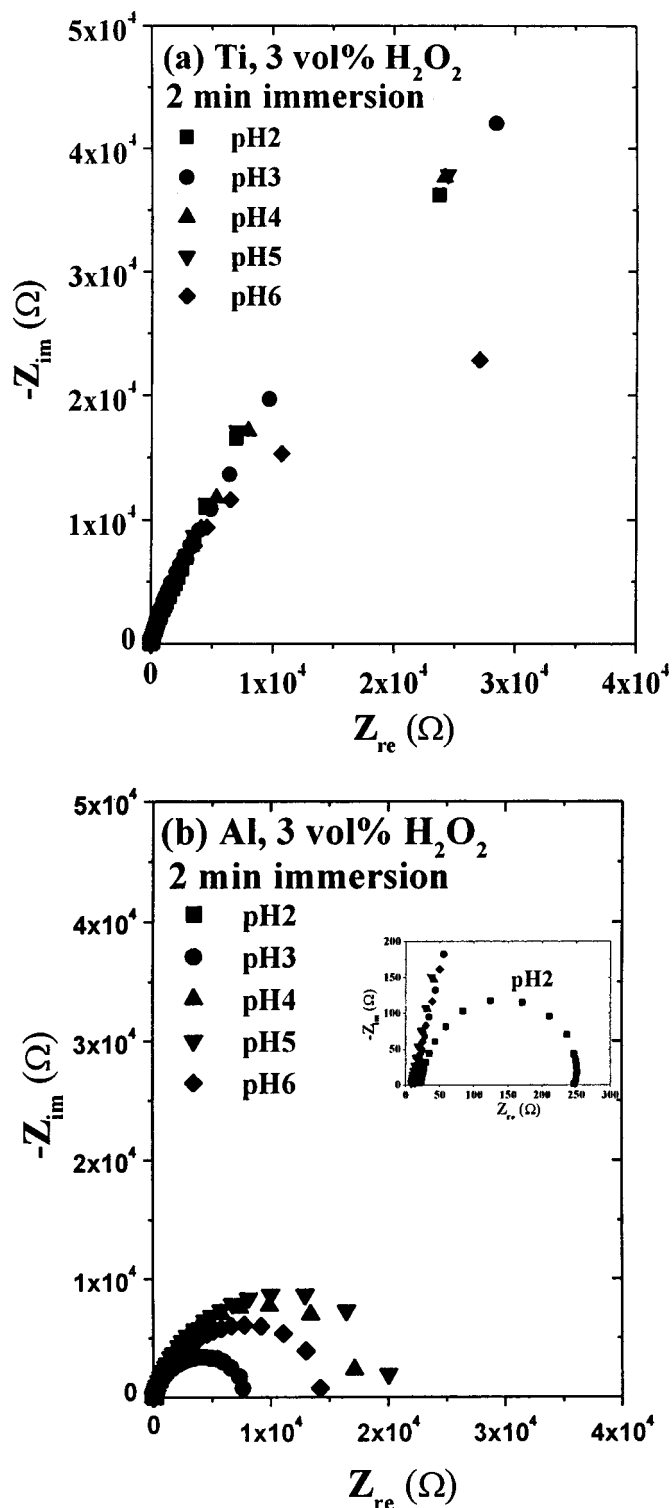 (a) Ti, 3 vol% H₂O₂
2 min immersion
pH2
pH3
pH4
pH5
pH6
5x10⁴
4x10⁴
3x10⁴
2x10⁴
1x10⁴
0
-Z_im (Ω)
0 1x10⁴ 2x10⁴ 3x10⁴ 4x10⁴
Z_re (Ω)
(b) Al, 3 vol% H₂O₂
2 min immersion
pH2
pH3
pH4
pH5
pH6
5x10⁴
4x10⁴
3x10⁴
2x10⁴
1x10⁴
0
-Z_im (Ω)
pH2
200
150
100
50
0
-Z_im (Ω)
0 50 100 150 200 250 300
Z_re (Ω)
0 1x10⁴ 2x10⁴ 3x10⁴ 4x10⁴
Z_re (Ω)